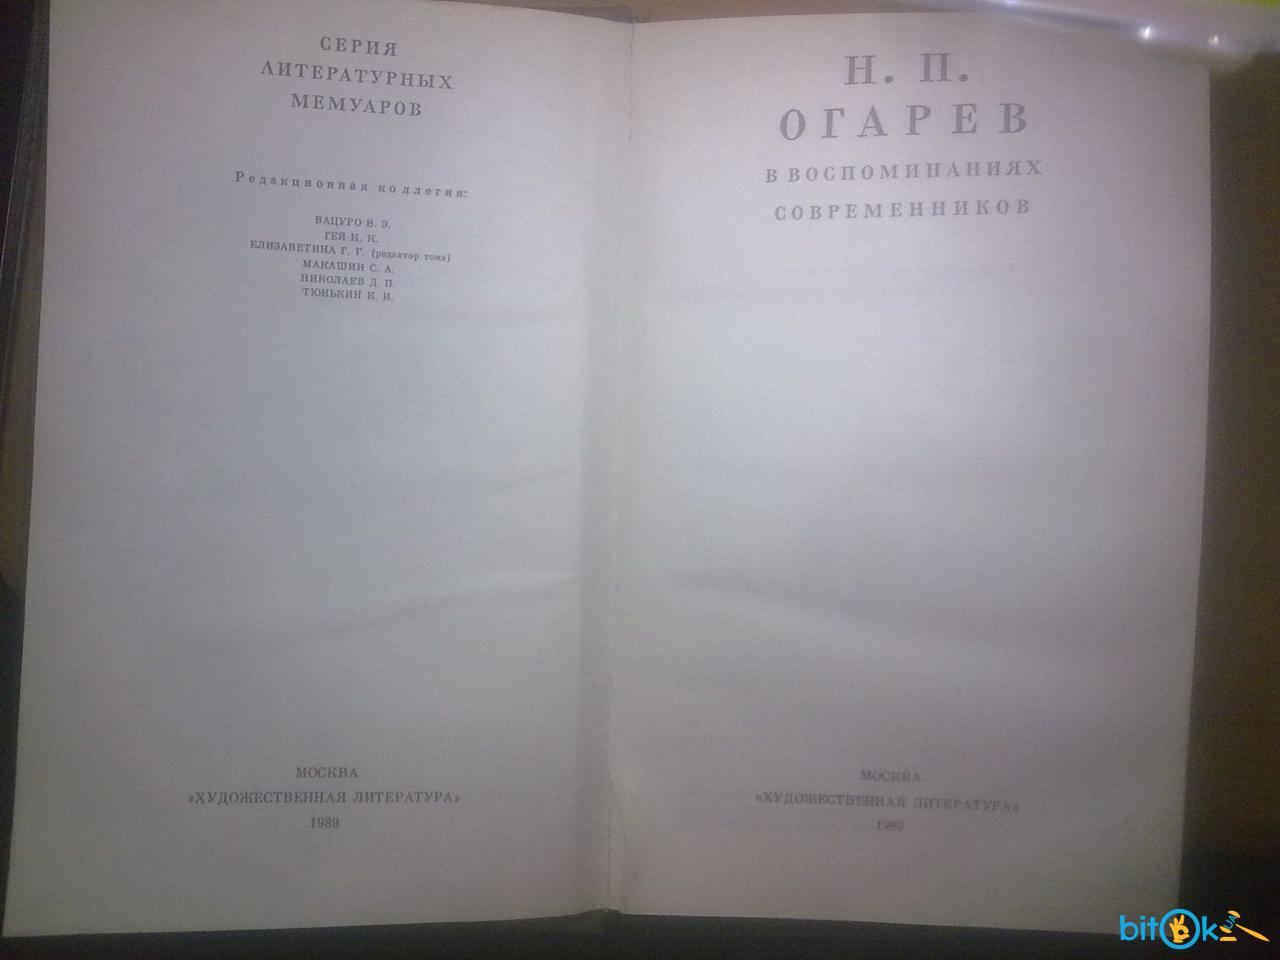 СЕРИЯ
ЛИТЕРАТУРНЫХ
МЕМУАРОВ
Редакционная коллегия:
ВАЦУРО В. Э.
ГЕЙ Н. К.
ЕЛИЗАВЕТИНА Г. Г. (редактор тома)
МАКАШИН С. А.
НИКОЛАЕВ Д. П.
ТЮНЬКИН К. И.
МОСКВА
«ХУДОЖЕСТВЕННАЯ ЛИТЕРАТУРА»
1989
Н. П.
ОГАРЕВ
В ВОСПОМИНАНИЯХ
СОВРЕМЕННИКОВ
МОСКВА
«ХУДОЖЕСТВЕННАЯ ЛИТЕРАТУРА»
1989
bitOk UA